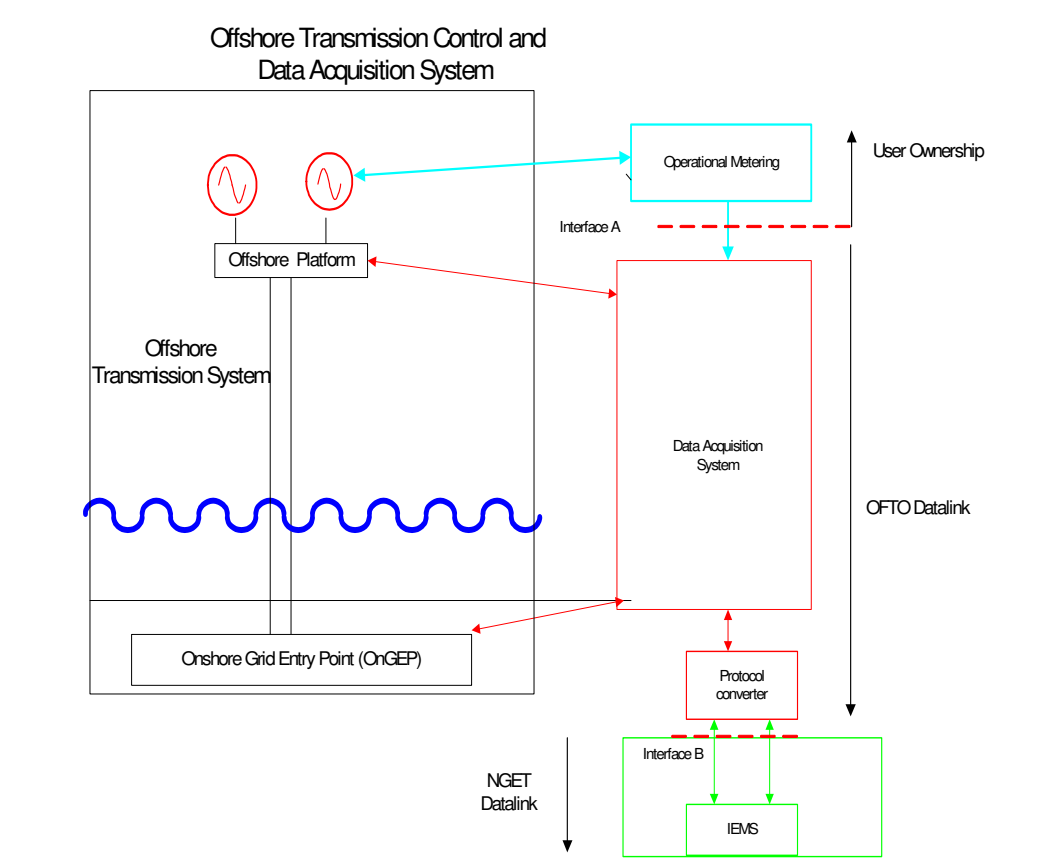 Offshore Transmission Control and
Data Acquisition System
Operational Metering
User Ownership
Interface A
Offshore Platform
Offshore
Transmission System
Data Acquisition
System
OFTO Datalink
Onshore Grid Entry Point (OnGEP)
Protocol
converter
Interface B
NGET
Datalink
IEMS